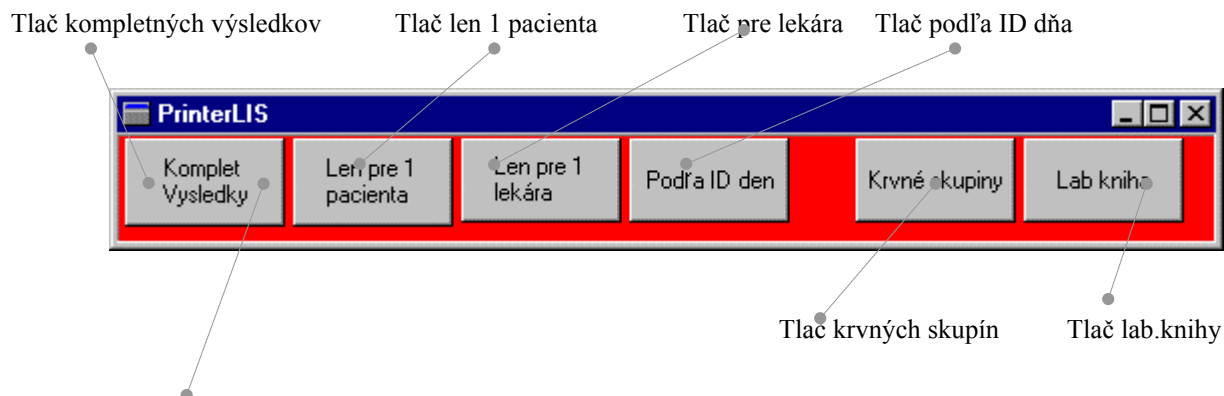 Tlač kompletných výsledkov
Tlač len 1 pacienta
Tlač pre lekára
Tlač podľa ID dňa
PrinterLIS
Komplet
Vysledky
Len pre 1
pacienta
Len pre 1
lekára
Podľa ID den
Krvné skupiny
Lab kniha
Tlač krvných skupín
Tlač lab.knihy